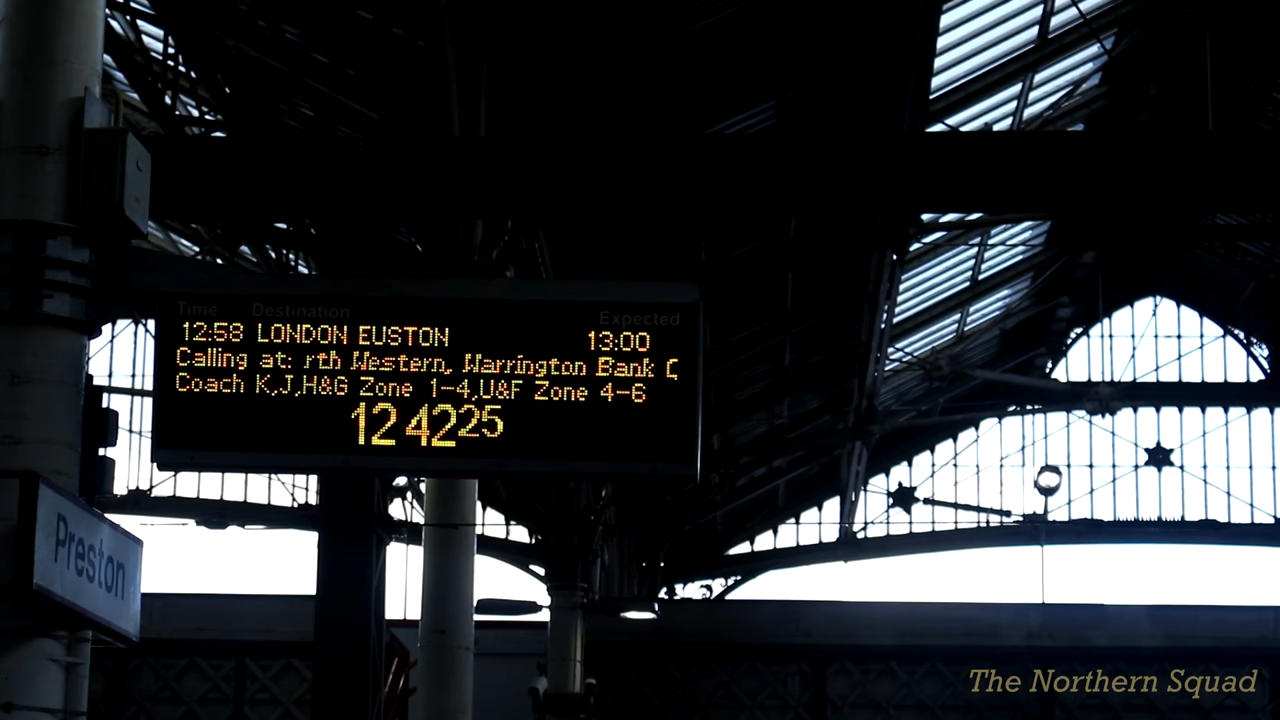 Time Destination Expected
12:58 LONDON EUSTON 13:00
Calling at: rth Western, Warrington Bank Q
Coach K,J,H&G Zone 1-4,U&F Zone 4-6
12 42 25
Preston
The Northern Squad